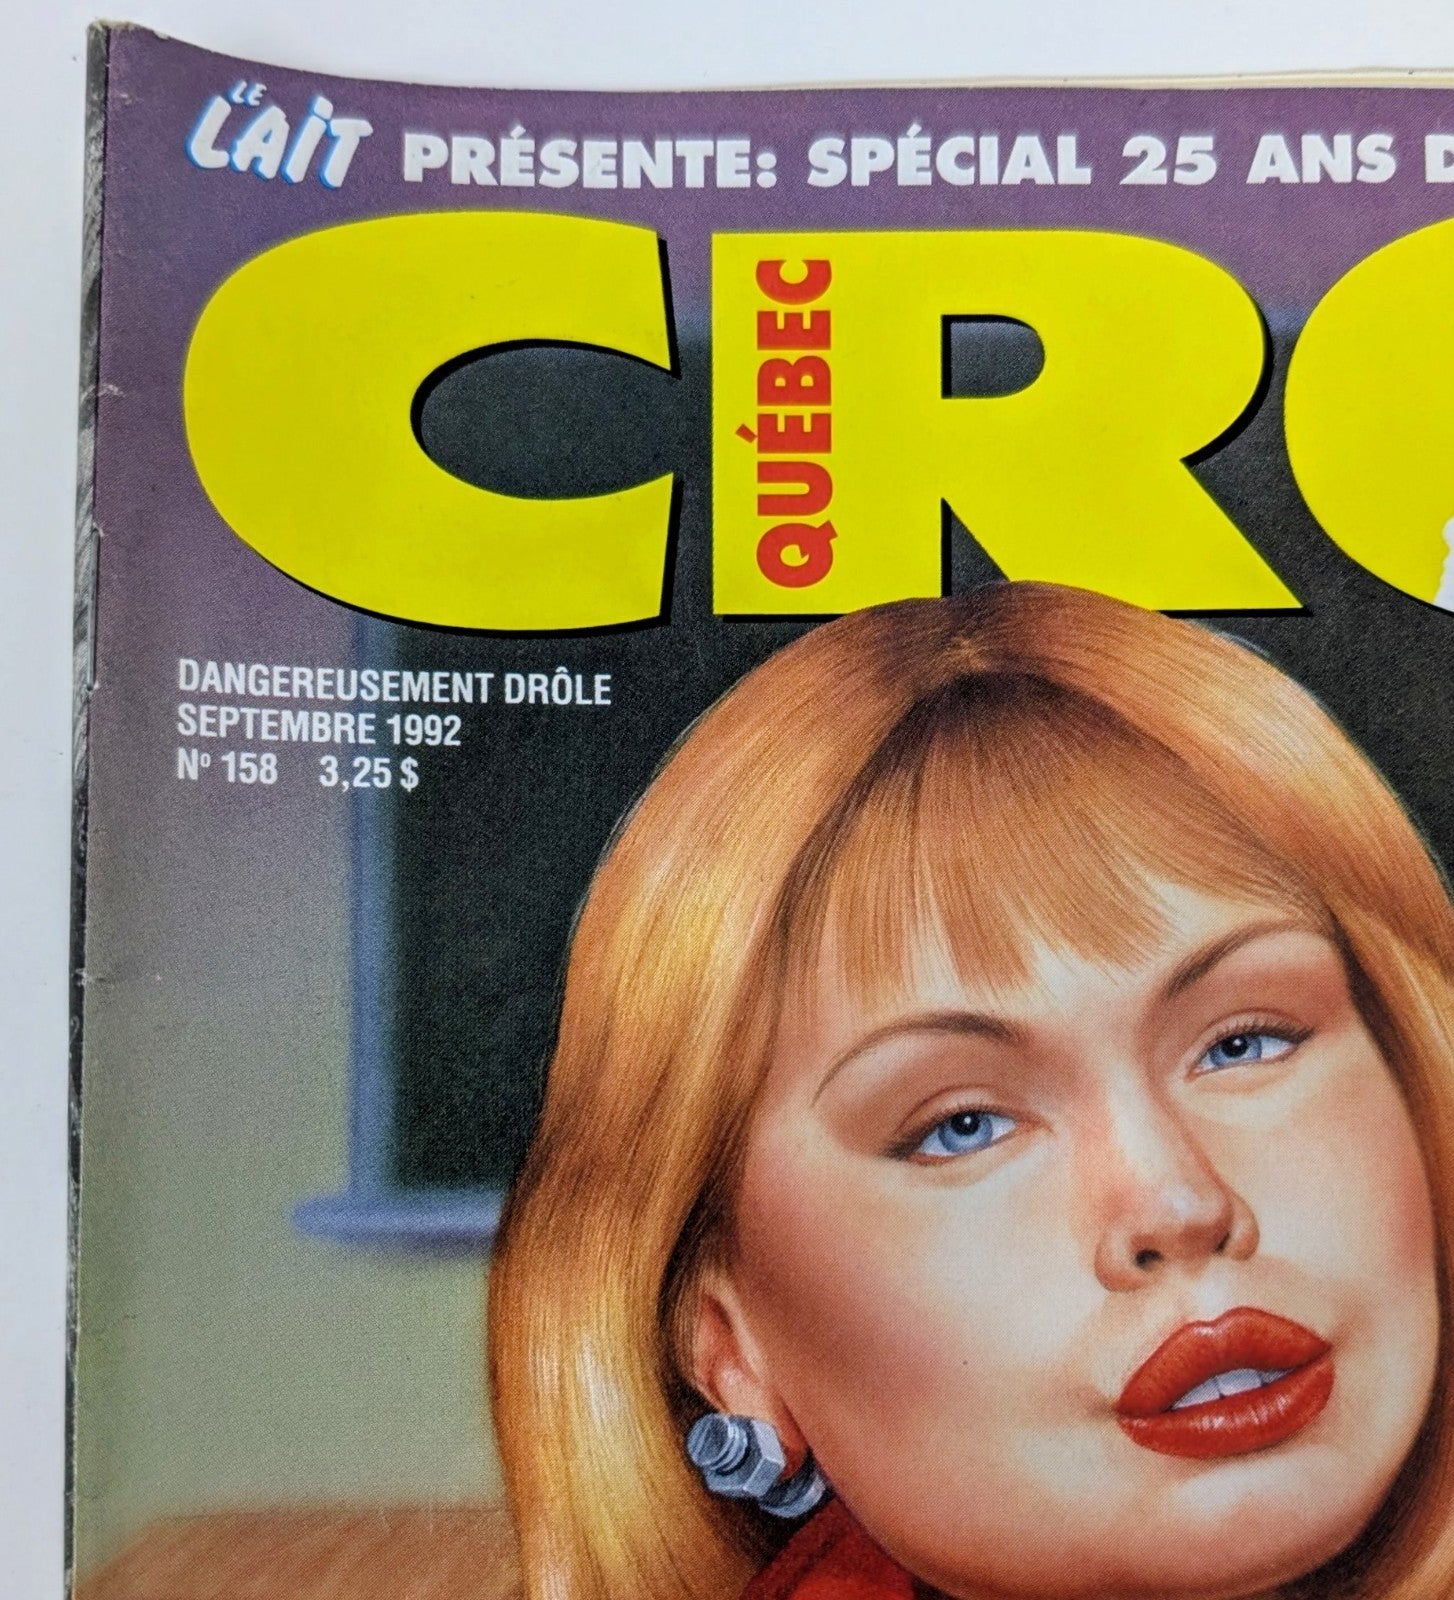 LE LAIT PRÉSENTE: SPÉCIAL 25 ANS
CR
QUÉBEC
DANGEREUSEMENT DRÔLE
SEPTEMBRE 1992
Nº 158 3,25 $